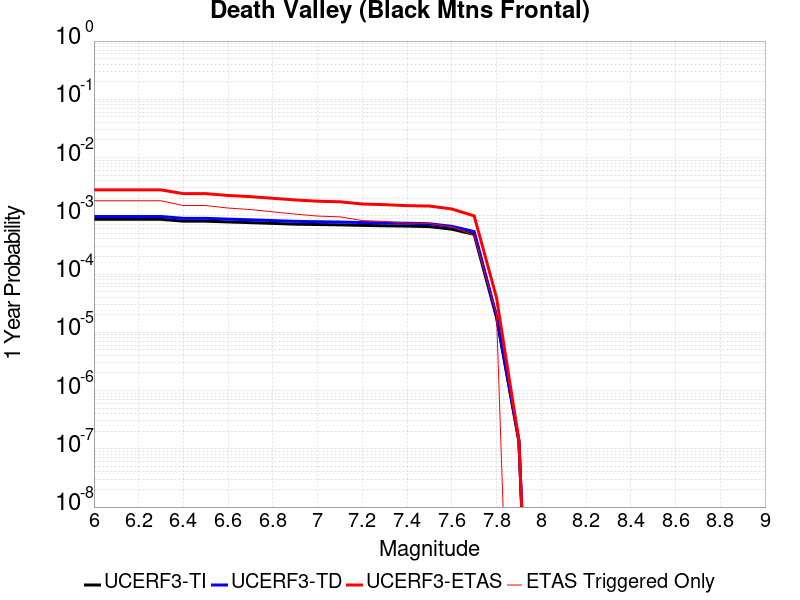 Death Valley (Black Mtns Frontal)
10^0
10^-1
10^-2
10^-3
10^-4
10^-5
10^-6
10^-7
10^-8
1 Year Probability
6 6.2 6.4 6.6 6.8 7 7.2 7.4 7.6 7.8 8 8.2 8.4 8.6 8.8 9
Magnitude
UCERF3-TI UCERF3-TD UCERF3-ETAS ETAS Triggered Only